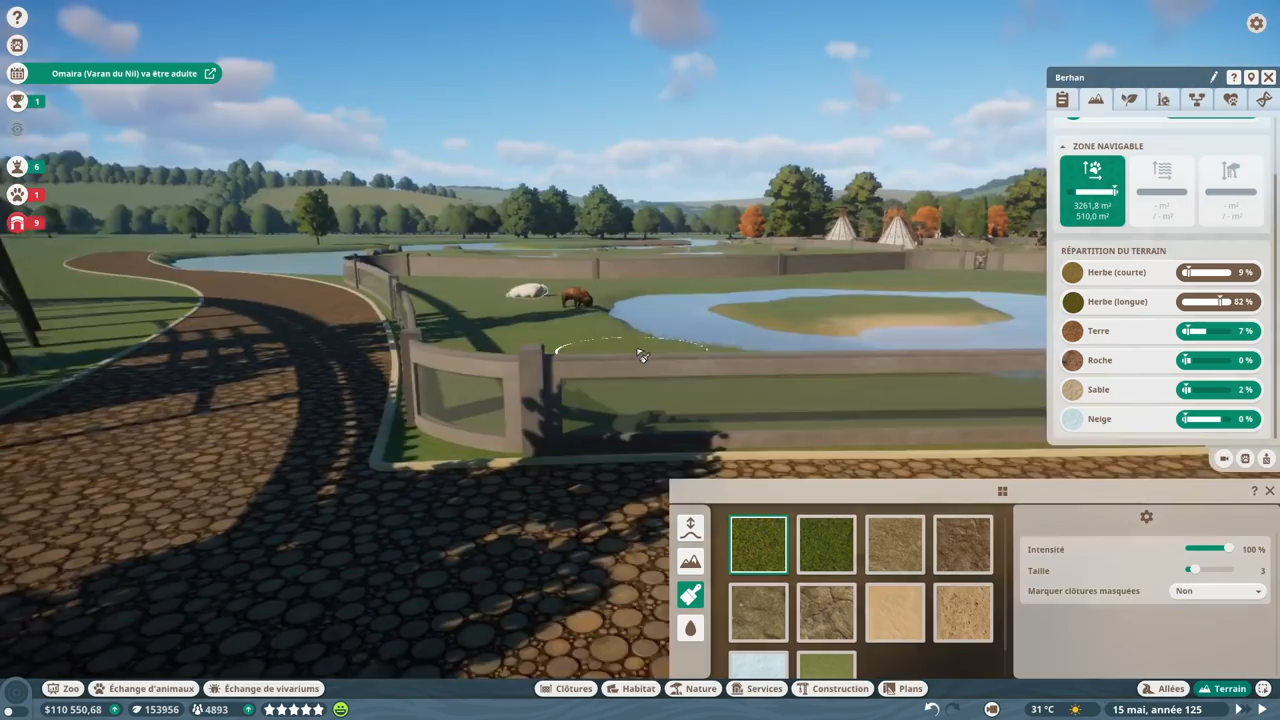 ?
Omaira (Varan du Nil) va être adulte
1
6
1
9
Berhan
?
ZONE NAVIGABLE
3261,8 m²
510,0 m²
- m²
/ - m²
- m²
/ - m²
RÉPARTITION DU TERRAIN
Herbe (courte) 9 %
Herbe (longue) 82 %
Terre 7 %
Roche 0 %
Sable 2 %
Neige 0 %
?
Intensité 100 %
Taille 3
Marquer clôtures masquées Non
Zoo Échange d'animaux Échange de vivariums Clôtures Habitat Nature Services Construction Plans Allées Terrain
$110 550,68 153956 4893 31 °C 15 mai, année 125